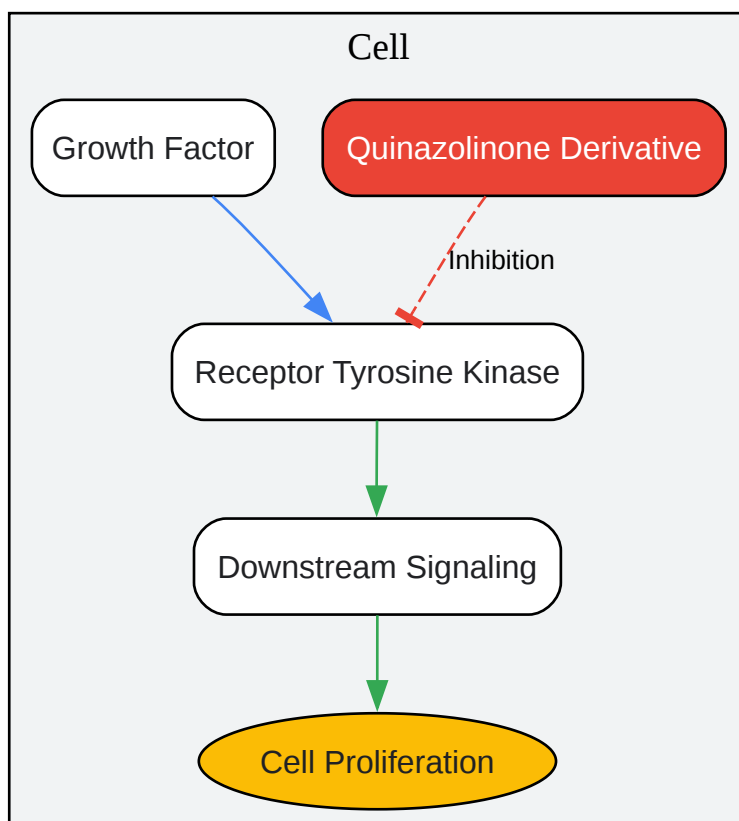 Cell
Growth Factor
Quinazolinone Derivative
Inhibition
Receptor Tyrosine Kinase
Downstream Signaling
Cell Proliferation